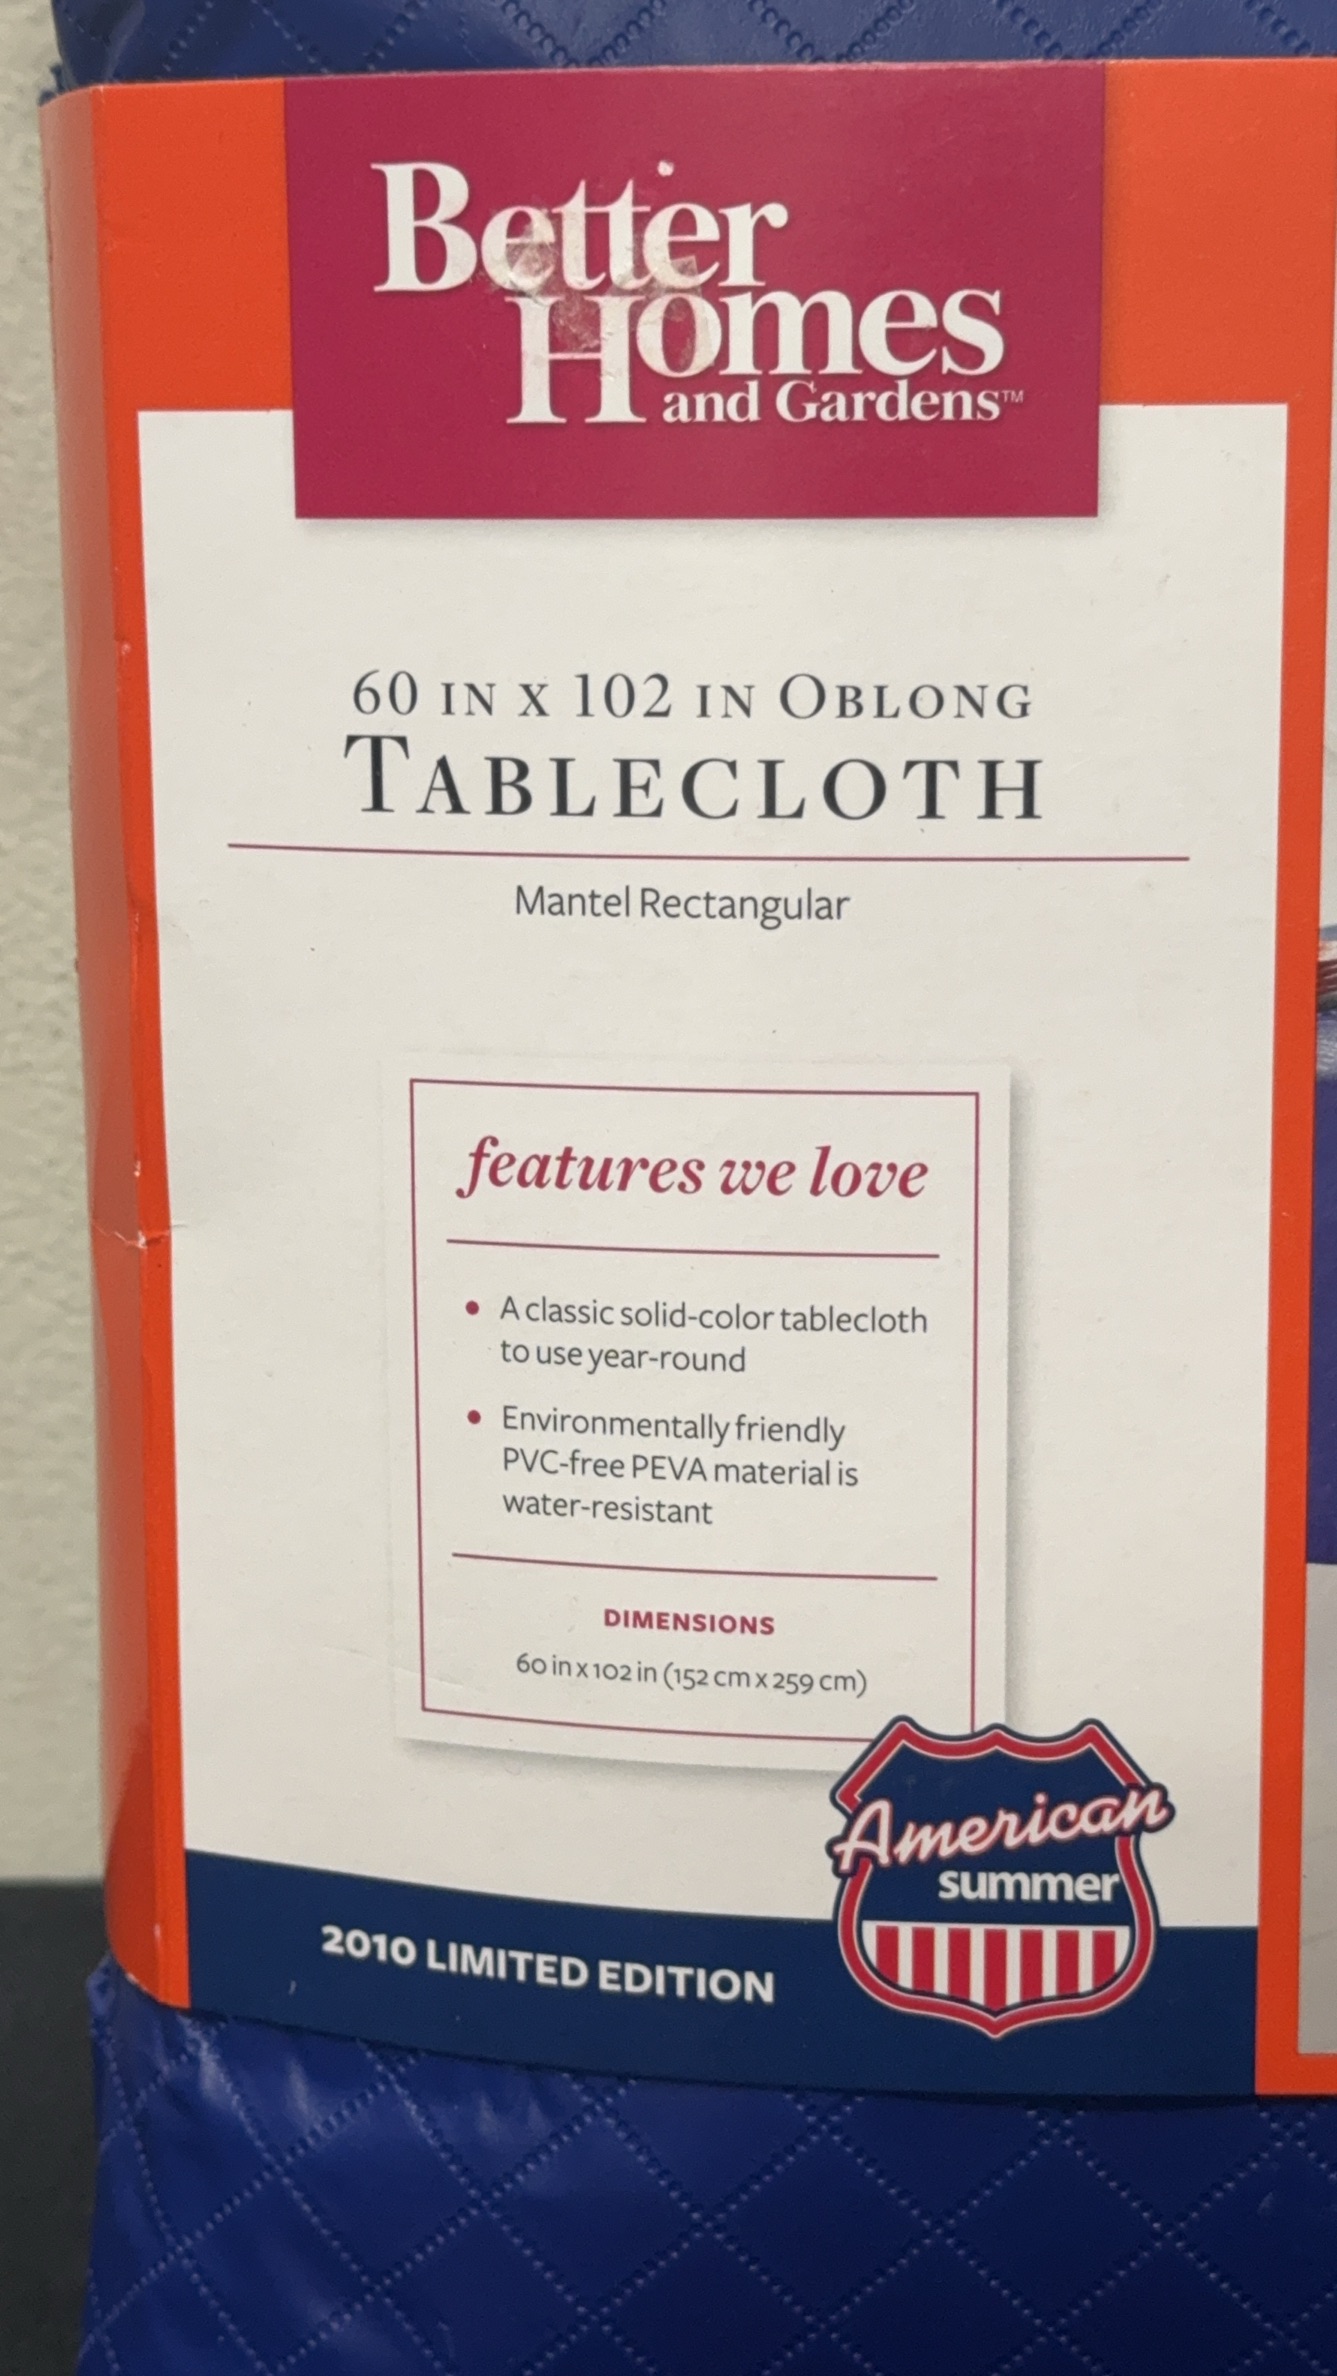 Better
Homes
and Gardens™
60 IN X 102 IN OBLONG
TABLECLOTH
Mantel Rectangular
features we love
• A classic solid-color tablecloth
to use year-round
• Environmentally friendly
PVC-free PEVA material is
water-resistant
DIMENSIONS
60 in x 102 in (152 cm x 259 cm)
American
summer
2010 LIMITED EDITION